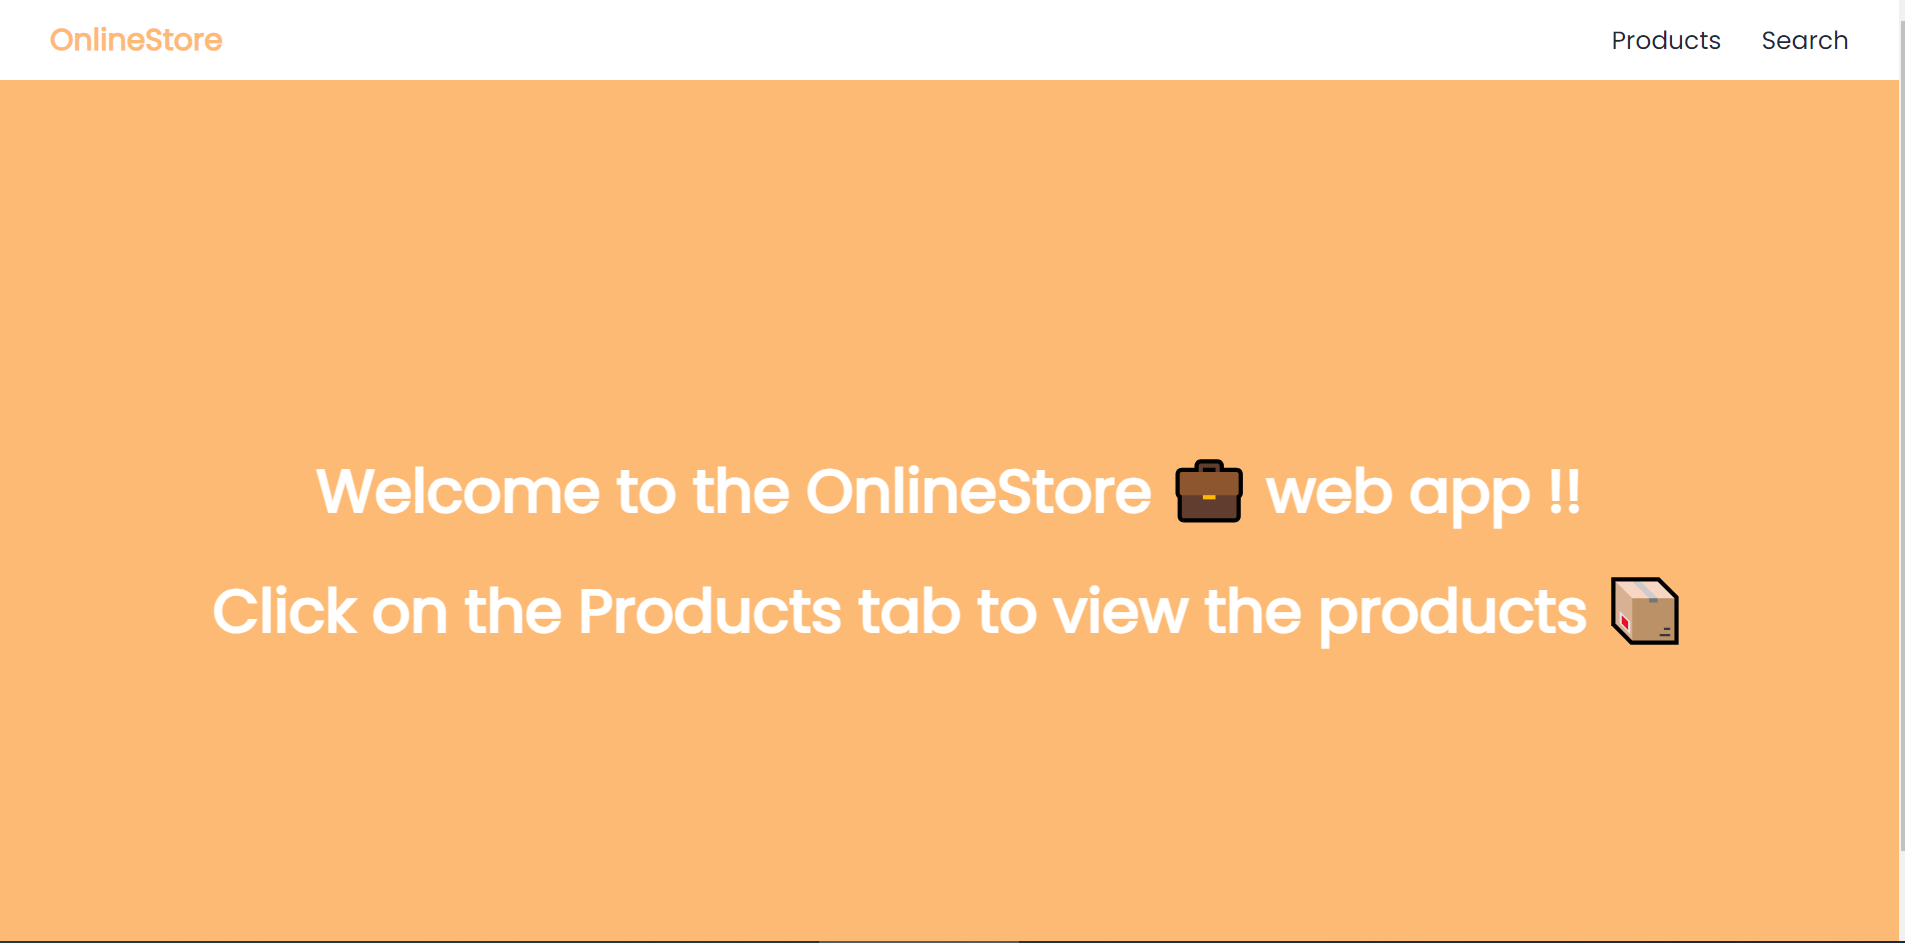 OnlineStore
Products
Search
Welcome to the OnlineStore 💼 web app !!
Click on the Products tab to view the products 📦